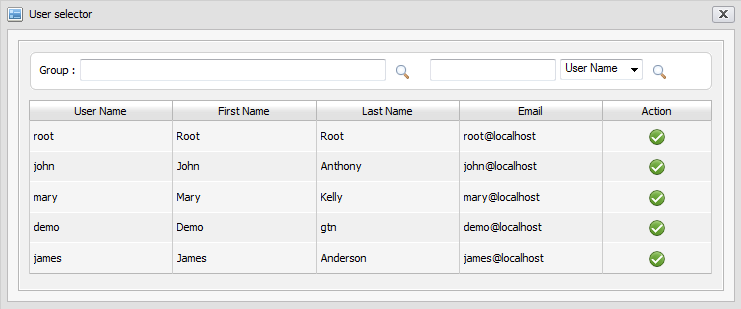 User selector
Group : User Name
User Name First Name Last Name Email Action
root Root Root root@localhost
john John Anthony john@localhost
mary Mary Kelly mary@localhost
demo Demo gtn demo@localhost
james James Anderson james@localhost